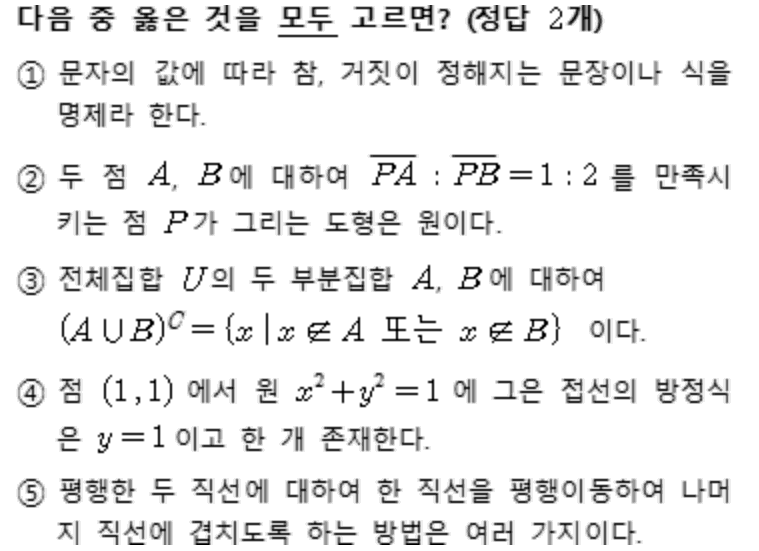 다음 중 옳은 것을 모두 고르면? (정답 2개)
① 문자의 값에 따라 참, 거짓이 정해지는 문장이나 식을
명제라 한다.
② 두 점 A, B에 대하여 \overline{PA} : \overline{PB} = 1 : 2 를 만족시
키는 점 P가 그리는 도형은 원이다.
③ 전체집합 U의 두 부분집합 A, B에 대하여
(A∪B)^C = {x | x∉A 또는 x∉B} 이다.
④ 점 (1,1) 에서 원 x²+y²=1 에 그은 접선의 방정식
은 y=1 이고 한 개 존재한다.
⑤ 평행한 두 직선에 대하여 한 직선을 평행이동하여 나머
지 직선에 겹치도록 하는 방법은 여러 가지이다.